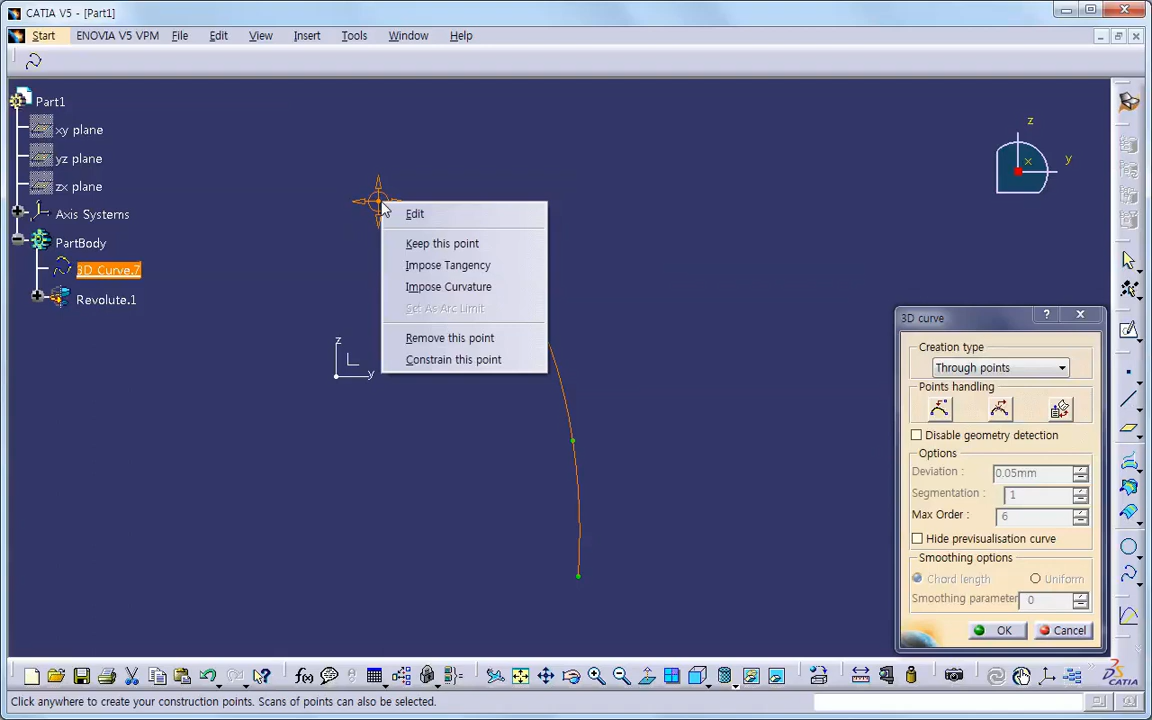 CATIA V5 - [Part1]
Start ENOVIA V5 VPM File Edit View Insert Tools Window Help
Part1
xy plane
yz plane
zx plane
Axis Systems
PartBody
3D Curve.7
Revolute.1
z
y
x
z
y
Edit
Keep this point
Impose Tangency
Impose Curvature
Set As Arc Limit
Remove this point
Constrain this point
3D curve
Creation type
Through points
Points handling
Disable geometry detection
Options
Deviation : 0.05mm
Segmentation : 1
Max Order : 6
Hide previsualisation curve
Smoothing options
Chord length Uniform
Smoothing parameter 0
OK Cancel
f(x)
CATIA
Click anywhere to create your construction points. Scans of points can also be selected.